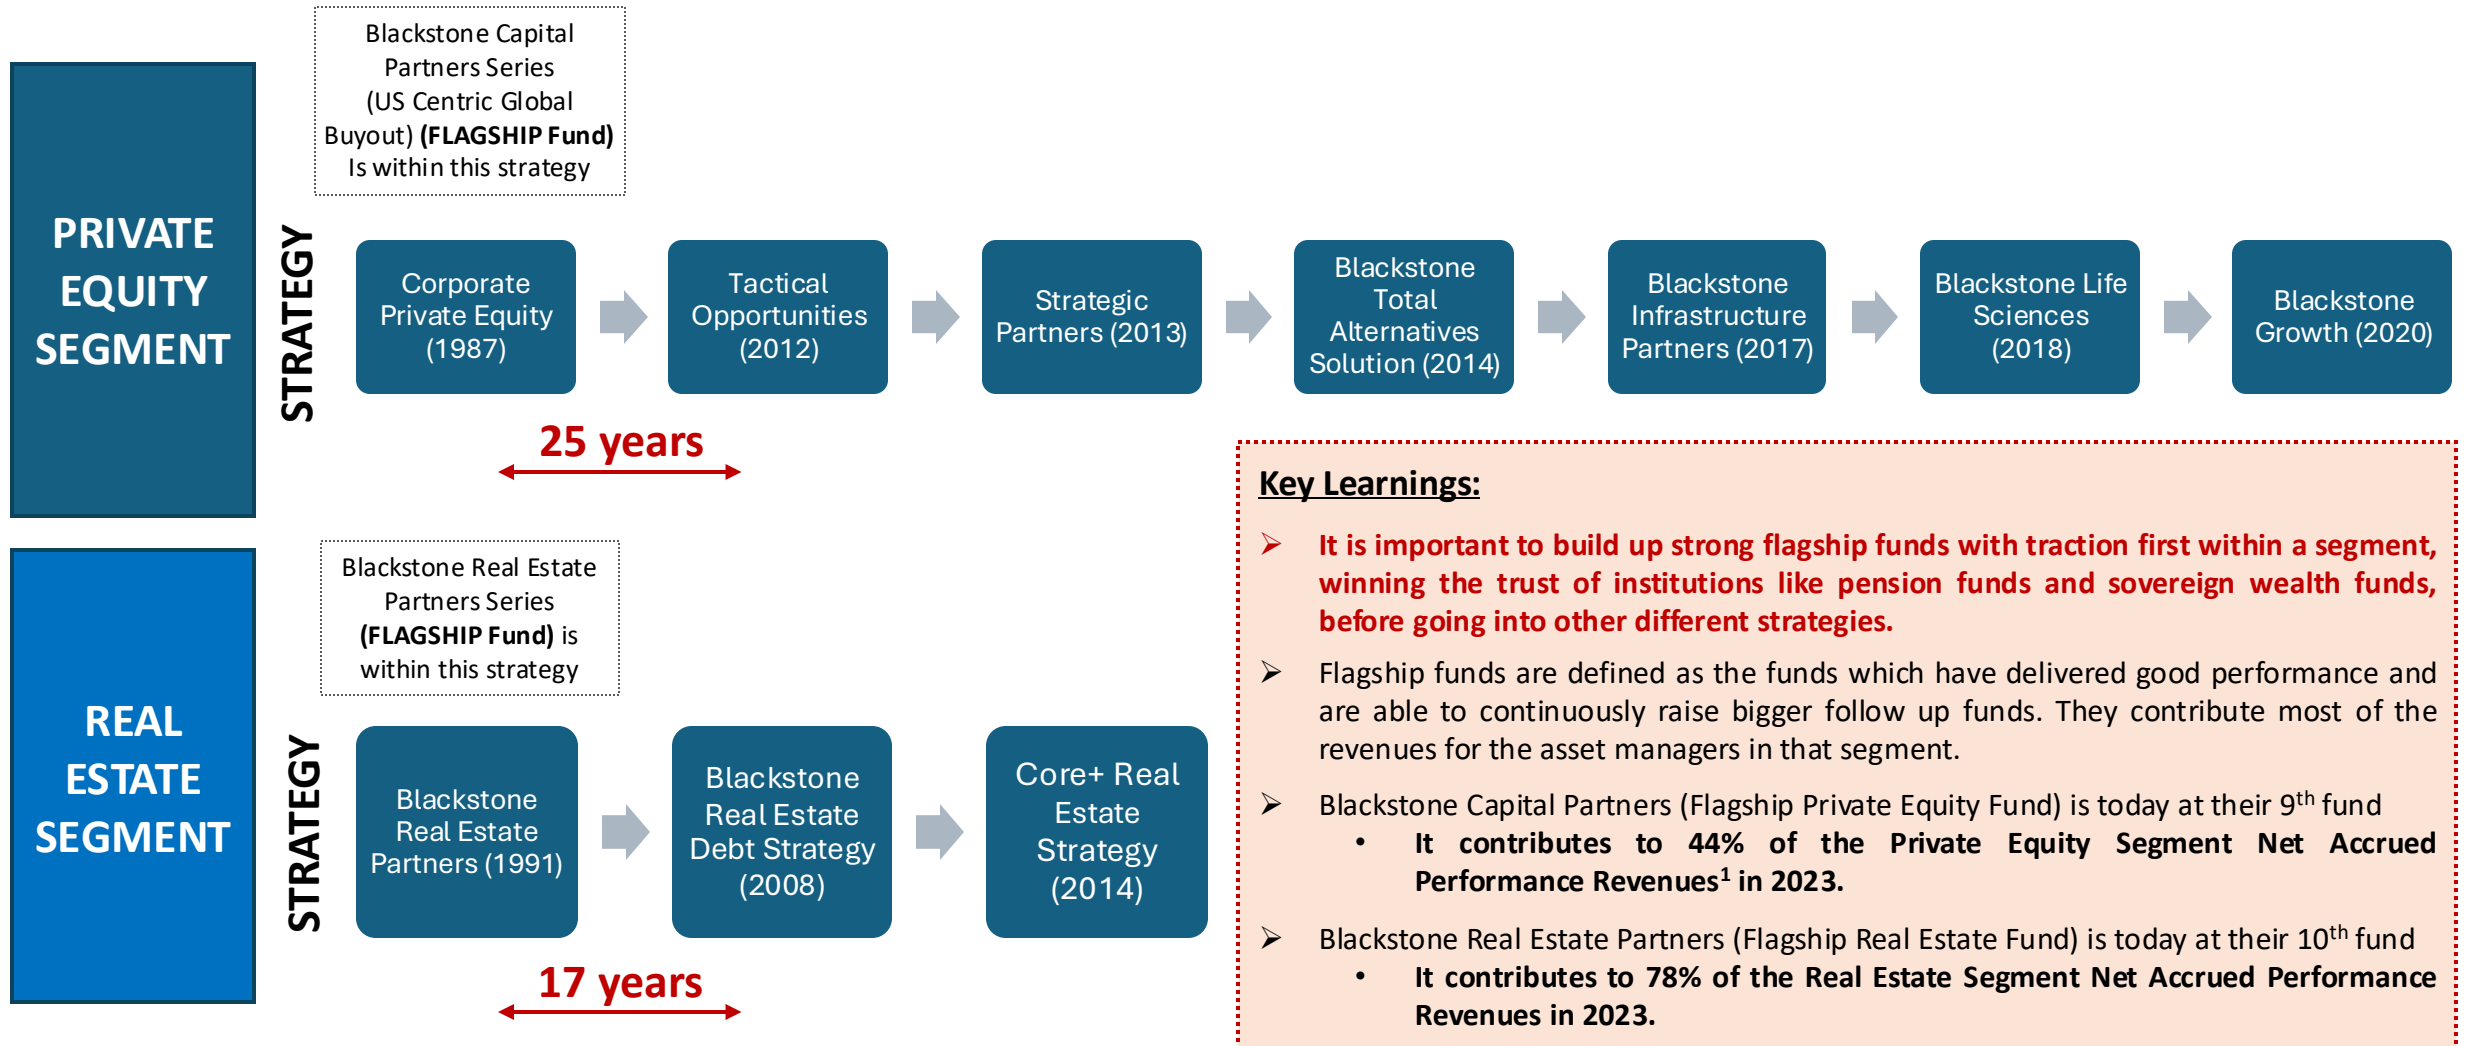 Blackstone Capital
Partners Series
(US Centric Global
Buyout) (FLAGSHIP Fund)
Is within this strategy
PRIVATE
EQUITY
SEGMENT
STRATEGY
Corporate
Private Equity
(1987)
Tactical
Opportunities
(2012)
Strategic
Partners (2013)
Blackstone
Total
Alternatives
Solution (2014)
Blackstone
Infrastructure
Partners (2017)
Blackstone Life
Sciences
(2018)
Blackstone
Growth (2020)
25 years
REAL
ESTATE
SEGMENT
Blackstone Real Estate
Partners Series
(FLAGSHIP Fund) is
within this strategy
STRATEGY
Blackstone
Real Estate
Partners (1991)
Blackstone
Real Estate
Debt Strategy
(2008)
Core+ Real
Estate
Strategy
(2014)
17 years
Key Learnings:
➢ It is important to build up strong flagship funds with traction first within a segment,
winning the trust of institutions like pension funds and sovereign wealth funds,
before going into other different strategies.
➢ Flagship funds are defined as the funds which have delivered good performance and
are able to continuously raise bigger follow up funds. They contribute most of the
revenues for the asset managers in that segment.
➢ Blackstone Capital Partners (Flagship Private Equity Fund) is today at their 9th fund
• It contributes to 44% of the Private Equity Segment Net Accrued
Performance Revenues1 in 2023.
➢ Blackstone Real Estate Partners (Flagship Real Estate Fund) is today at their 10th fund
• It contributes to 78% of the Real Estate Segment Net Accrued Performance
Revenues in 2023.